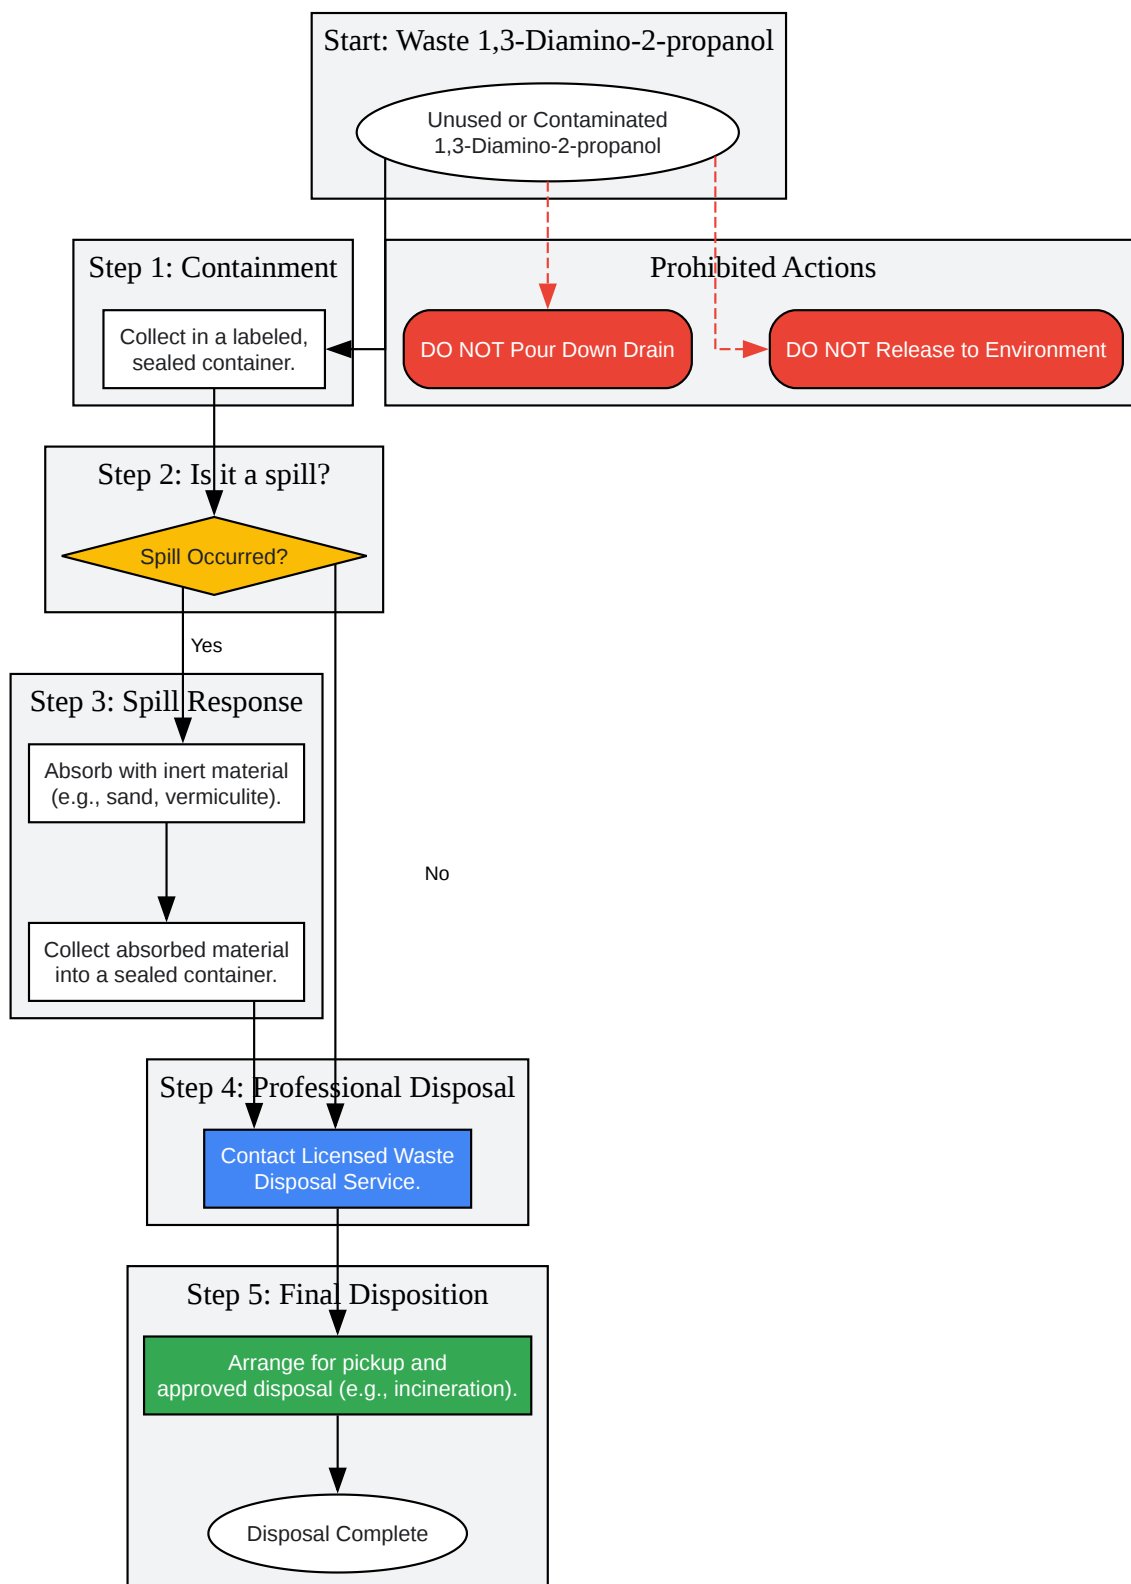 Start: Waste 1,3-Diamino-2-propanol
Unused or Contaminated
1,3-Diamino-2-propanol
Step 1: Containment
Collect in a labeled,
sealed container.
Prohibited Actions
DO NOT Pour Down Drain
DO NOT Release to Environment
Step 2: Is it a spill?
Spill Occurred?
Yes
No
Step 3: Spill Response
Absorb with inert material
(e.g., sand, vermiculite).
Collect absorbed material
into a sealed container.
Step 4: Professional Disposal
Contact Licensed Waste
Disposal Service.
Step 5: Final Disposition
Arrange for pickup and
approved disposal (e.g., incineration).
Disposal Complete